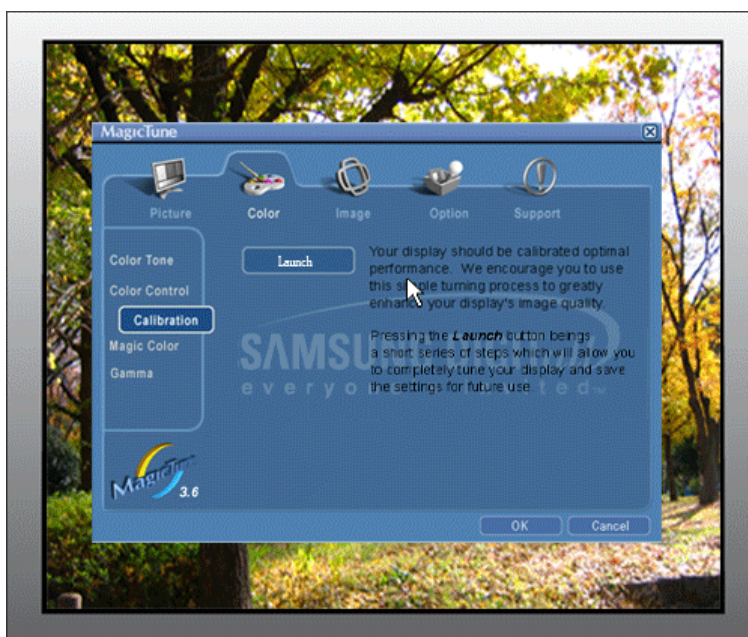 MagicTune
Picture
Color
Image
Option
Support
Color Tone
Color Control
Calibration
Magic Color
Gamma
Launch
Your display should be calibrated optimal
performance. We encourage you to use
this simple turning process to greatly
enhance your display's image quality.
Pressing the Launch button beings
a short series of steps which will allow you
to completely tune your display and save
the settings for future use
SAMSU
everyo
ted™
MagicTune
3.6
OK
Cancel